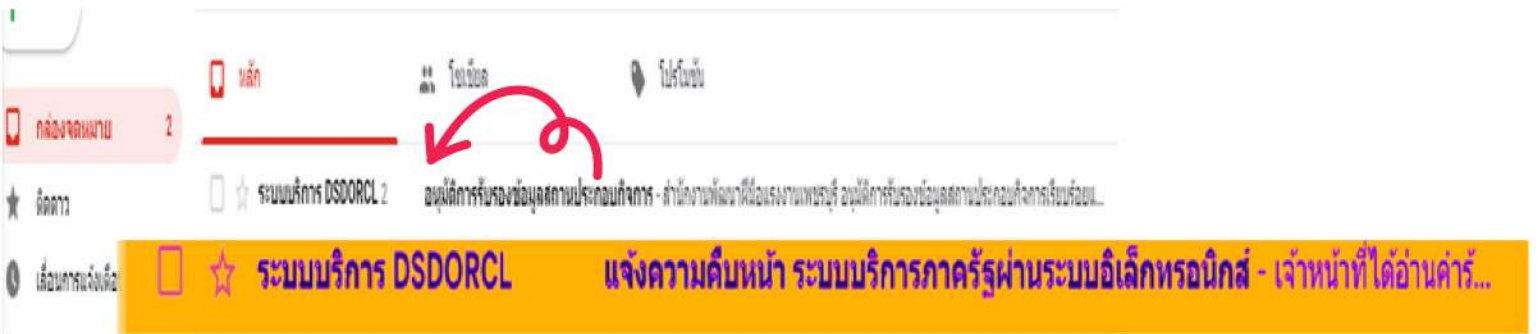 หลัก โซเชียล โปรโมชัน
กล่องจดหมาย 2
ระบบบริการ DSDORCL 2 อนุมัติการรับรองข้อมูลสถานประกอบกิจการ - สำนักงานพัฒนาฝีมือแรงงานเพชรบุรี อนุมัติการรับรองข้อมูลสถานประกอบกิจการเรียบร้อยแ...
ติดดาว
เลื่อนการแจ้งเตือ
ระบบบริการ DSDORCL แจ้งความคืบหน้า ระบบบริการภาครัฐผ่านระบบอิเล็กทรอนิกส์ - เจ้าหน้าที่ได้อ่านคำร้...